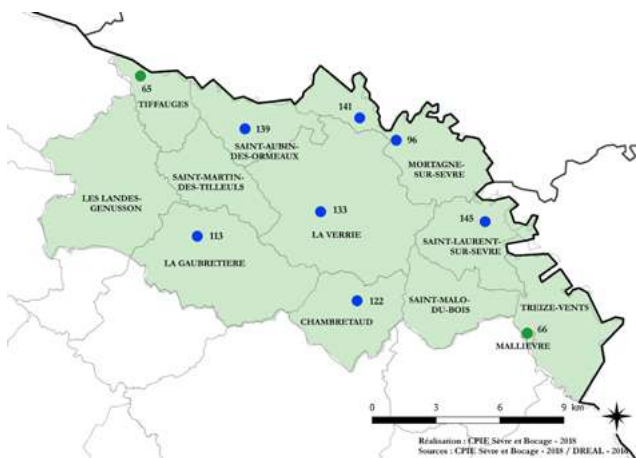 65
TIFFAUGES
139
SAINT-AUBIN-
DES-ORMEAUX
141
96
MORTAGNE-
SUR-SEVRE
SAINT-MARTIN-
DES-TILLEULS
LES LANDES-
GENUSSON
133
LA VERRIE
145
SAINT-LAURENT-
SUR-SEVRE
113
LA GAUBRETIERE
122
CHAMBRETAUD
SAINT-MALO-
DU-BOIS
TREIZE-VENTS
66
MALLIEVRE
0 3 6 9 km
Réalisation : CPIE Sèvre et Bocage - 2018
Sources : CPIE Sèvre et Bocage - 2018 / DREAL - 2016